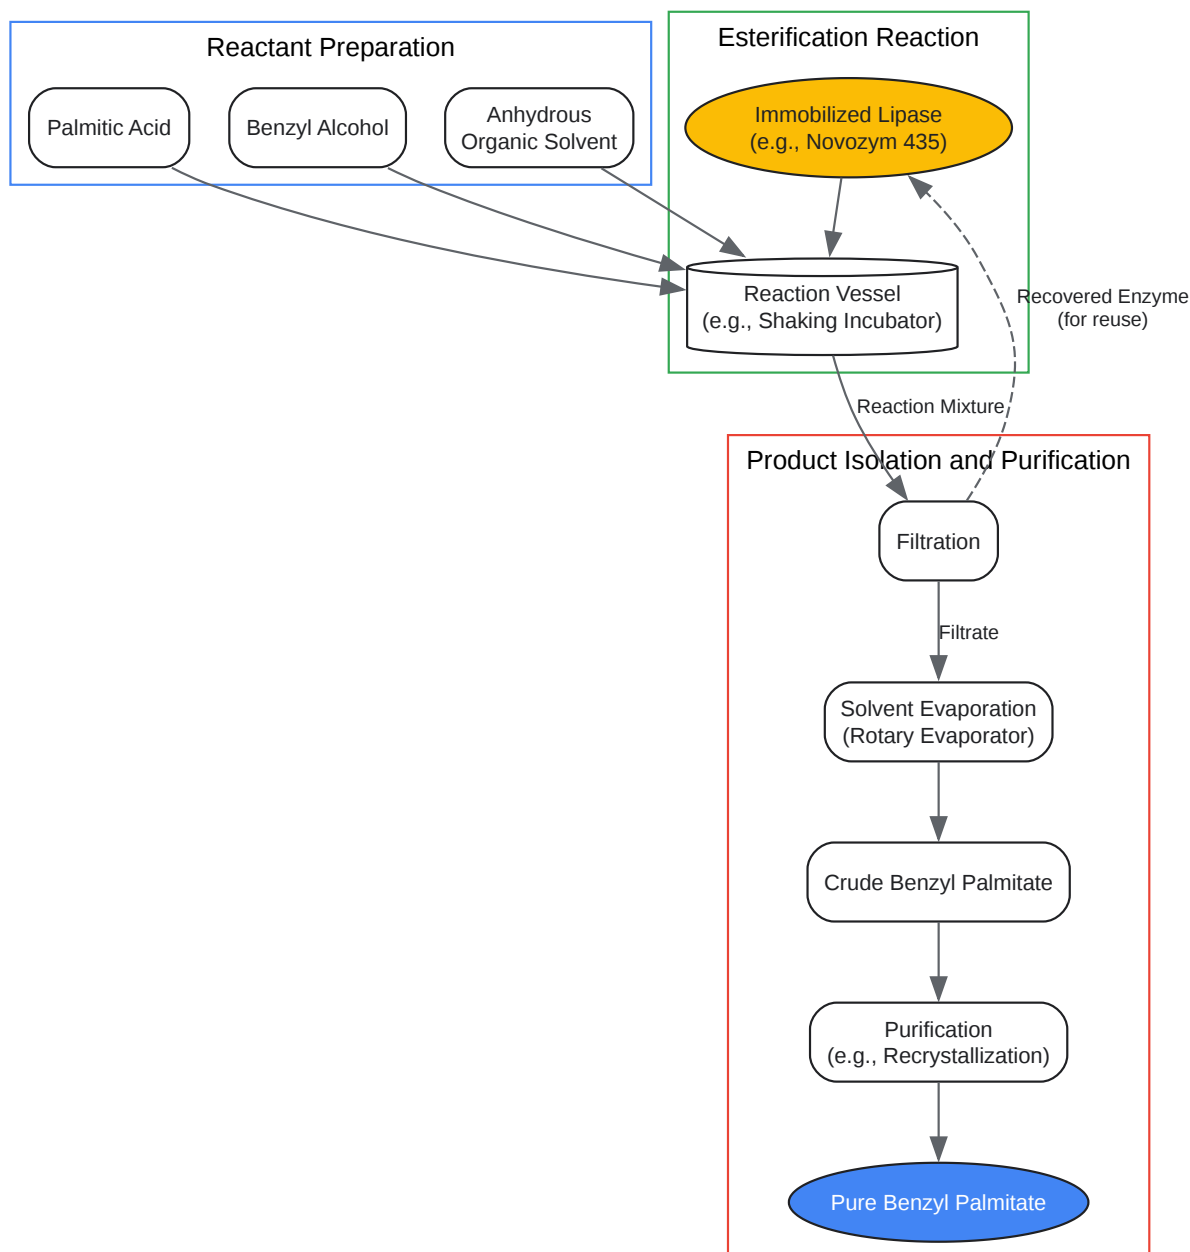 Reactant Preparation
Palmitic Acid
Benzyl Alcohol
Anhydrous
Organic Solvent
Esterification Reaction
Immobilized Lipase
(e.g., Novozym 435)
Reaction Vessel
(e.g., Shaking Incubator)
Recovered Enzyme
(for reuse)
Reaction Mixture
Product Isolation and Purification
Filtration
Filtrate
Solvent Evaporation
(Rotary Evaporator)
Crude Benzyl Palmitate
Purification
(e.g., Recrystallization)
Pure Benzyl Palmitate